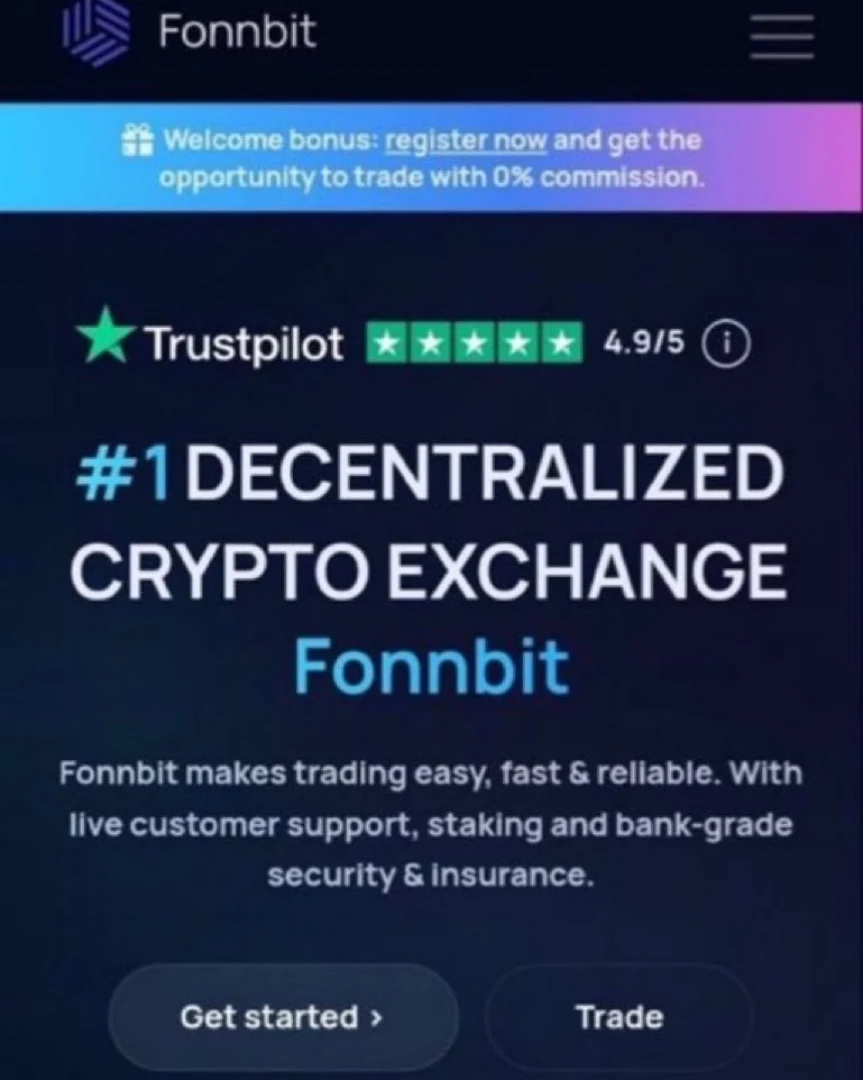 Fonnbit
Welcome bonus: register now and get the
opportunity to trade with 0% commission.
Trustpilot 4.9/5 i
#1 DECENTRALIZED
CRYPTO EXCHANGE
Fonnbit
Fonnbit makes trading easy, fast & reliable. With
live customer support, staking and bank-grade
security & insurance.
Get started ›
Trade